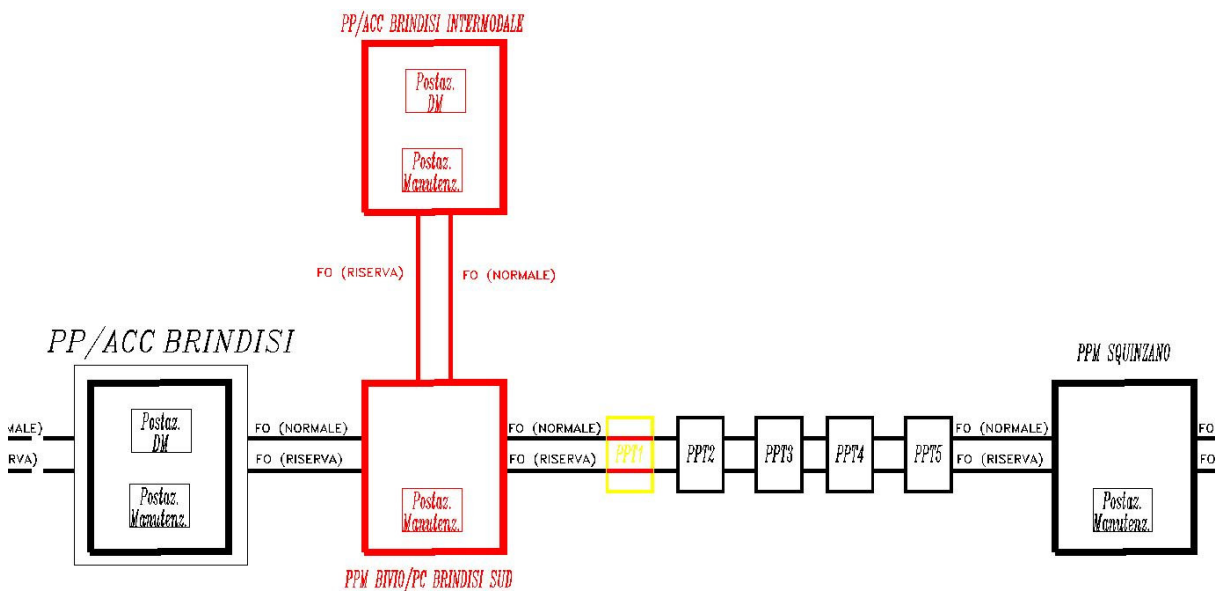 PP/ACC BRINDISI INTERMODALE
Postaz.
DM
Postaz.
Manutenz.
FO (RISERVA)
FO (NORMALE)
PP/ACC BRINDISI
PPM SQUINZANO
MALE)
FO (NORMALE)
FO (NORMALE)
FO (NORMALE)
FO
Postaz.
DM
PPT1
PPT2
PPT3
PPT4
PPT5
RVA)
FO (RISERVA)
FO (RISERVA)
FO (RISERVA)
FO
Postaz.
Manutenz.
Postaz.
Manutenz.
Postaz.
Manutenz.
PPM BIVIO/PC BRINDISI SUD